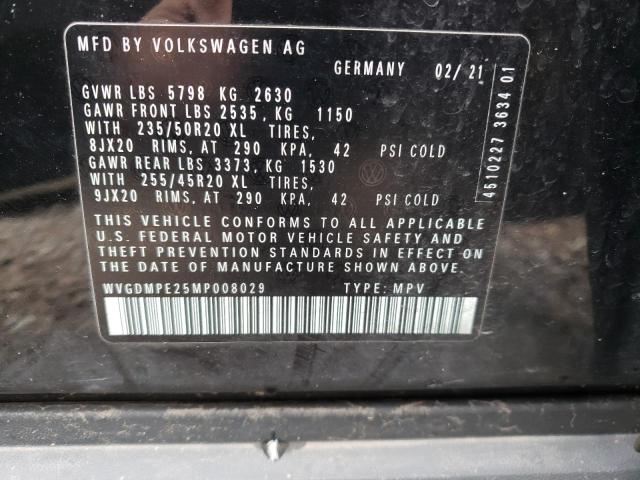 MFD BY VOLKSWAGEN AG
GERMANY 02/21
GVWR LBS 5798 KG 2630
GAWR FRONT LBS 2535, KG 1150
WITH 235/50R20 XL TIRES,
8JX20 RIMS, AT 290 KPA, 42 PSI COLD
GAWR REAR LBS 3373, KG 1530
WITH 255/45R20 XL TIRES,
9JX20 RIMS, AT 290 KPA, 42 PSI COLD
THIS VEHICLE CONFORMS TO ALL APPLICABLE
U.S. FEDERAL MOTOR VEHICLE SAFETY AND
THEFT PREVENTION STANDARDS IN EFFECT ON
THE DATE OF MANUFACTURE SHOWN ABOVE.
WVGDMPE25MP008029 TYPE: MPV
4510227 3634 01